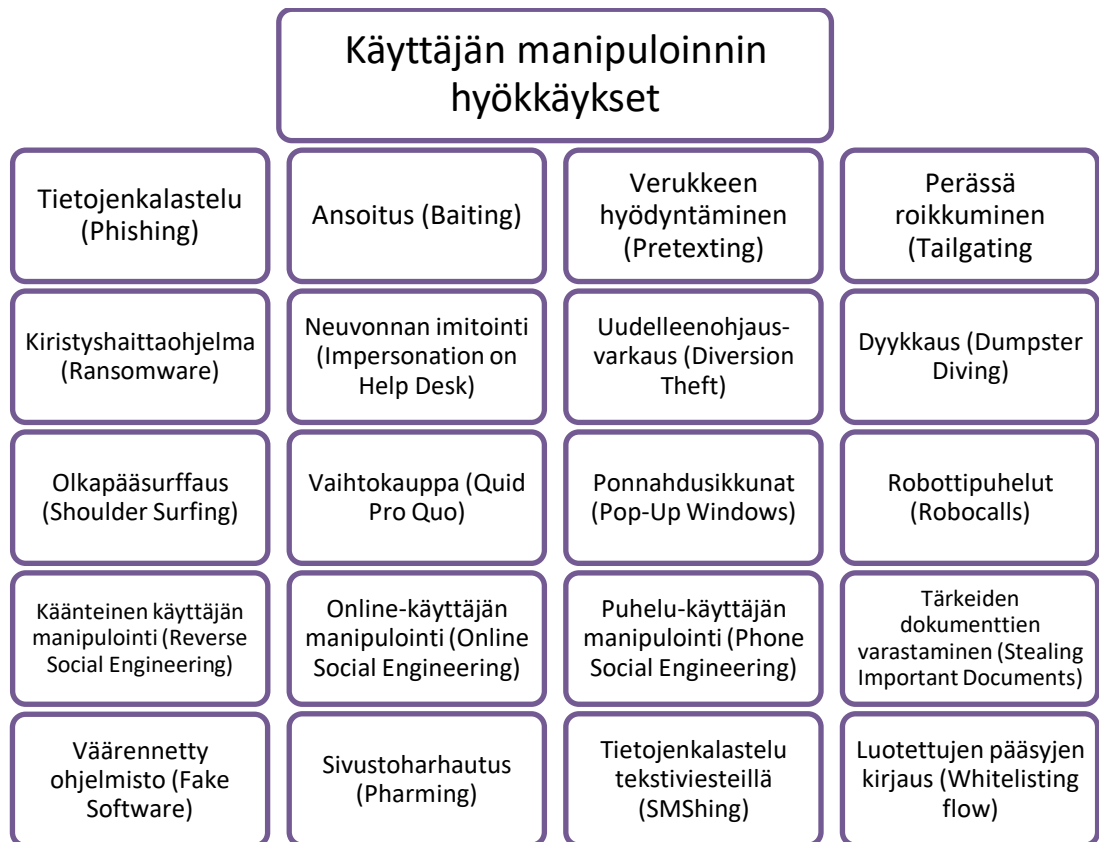 Käyttäjän manipuloinnin
hyökkäykset
Tietojenkalastelu
(Phishing)
Ansoitus (Baiting)
Verukkeen
hyödyntäminen
(Pretexting)
Perässä
roikkuminen
(Tailgating
Kiristyshaittaohjelma
(Ransomware)
Neuvonnan imitointi
(Impersonation on
Help Desk)
Uudelleenohjaus-
varkaus (Diversion
Theft)
Dyykkaus (Dumpster
Diving)
Olkapääsurffaus
(Shoulder Surfing)
Vaihtokauppa (Quid
Pro Quo)
Ponnahdusikkunat
(Pop-Up Windows)
Robottipuhelut
(Robocalls)
Käänteinen käyttäjän
manipulointi (Reverse
Social Engineering)
Online-käyttäjän
manipulointi (Online
Social Engineering)
Puhelu-käyttäjän
manipulointi (Phone
Social Engineering)
Tärkeiden
dokumenttien
varastaminen (Stealing
Important Documents)
Väärennetty
ohjelmisto (Fake
Software)
Sivustoharhautus
(Pharming)
Tietojenkalastelu
tekstiviesteillä
(SMShing)
Luotettujen pääsyjen
kirjaus (Whitelisting
flow)